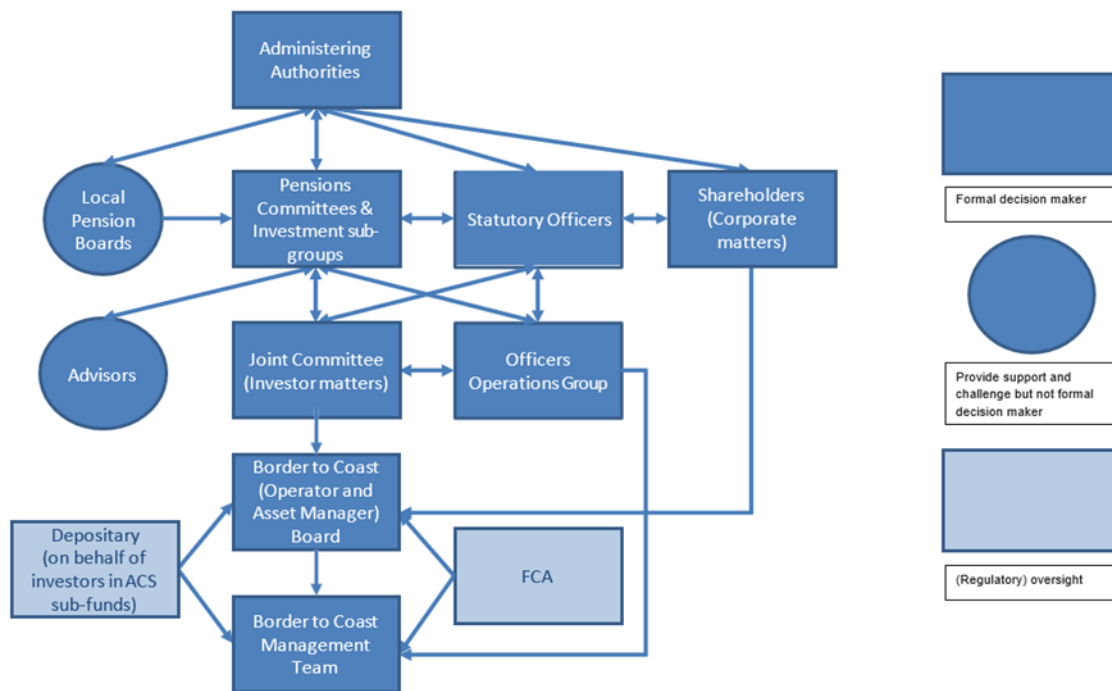 Administering
Authorities
Local
Pension
Boards
Pensions
Committees &
Investment sub-
groups
Statutory Officers
Shareholders
(Corporate
matters)
Formal decision maker
Advisors
Joint Committee
(Investor matters)
Officers
Operations Group
Provide support and
challenge but not formal
decision maker
Border to Coast
(Operator and
Asset Manager)
Board
Depositary
(on behalf of
investors in ACS
sub-funds)
FCA
(Regulatory) oversight
Border to Coast
Management
Team